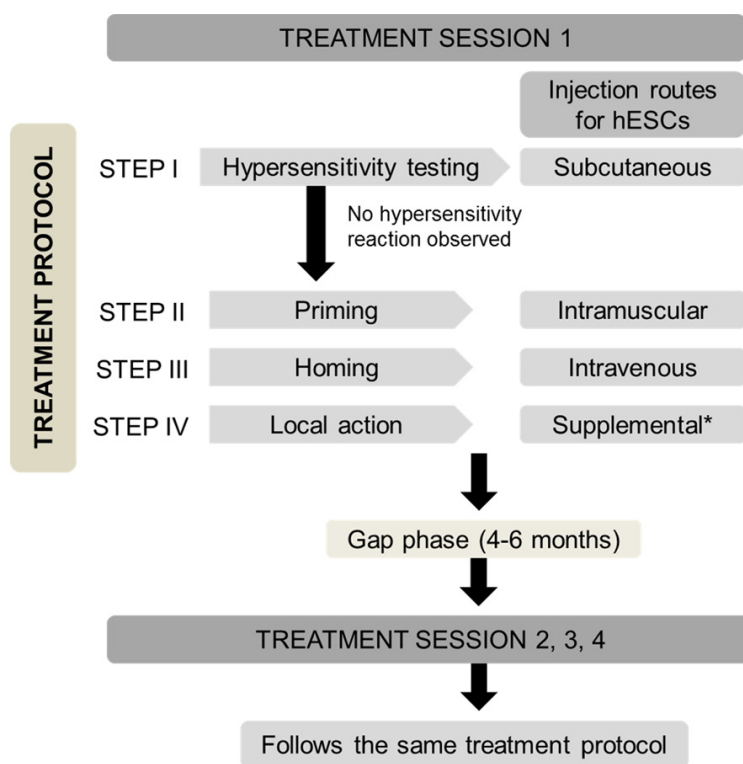 TREATMENT SESSION 1
Injection routes
for hESCs
TREATMENT PROTOCOL
STEP I
Hypersensitivity testing
Subcutaneous
No hypersensitivity
reaction observed
STEP II
Priming
Intramuscular
STEP III
Homing
Intravenous
STEP IV
Local action
Supplemental*
Gap phase (4-6 months)
TREATMENT SESSION 2, 3, 4
Follows the same treatment protocol